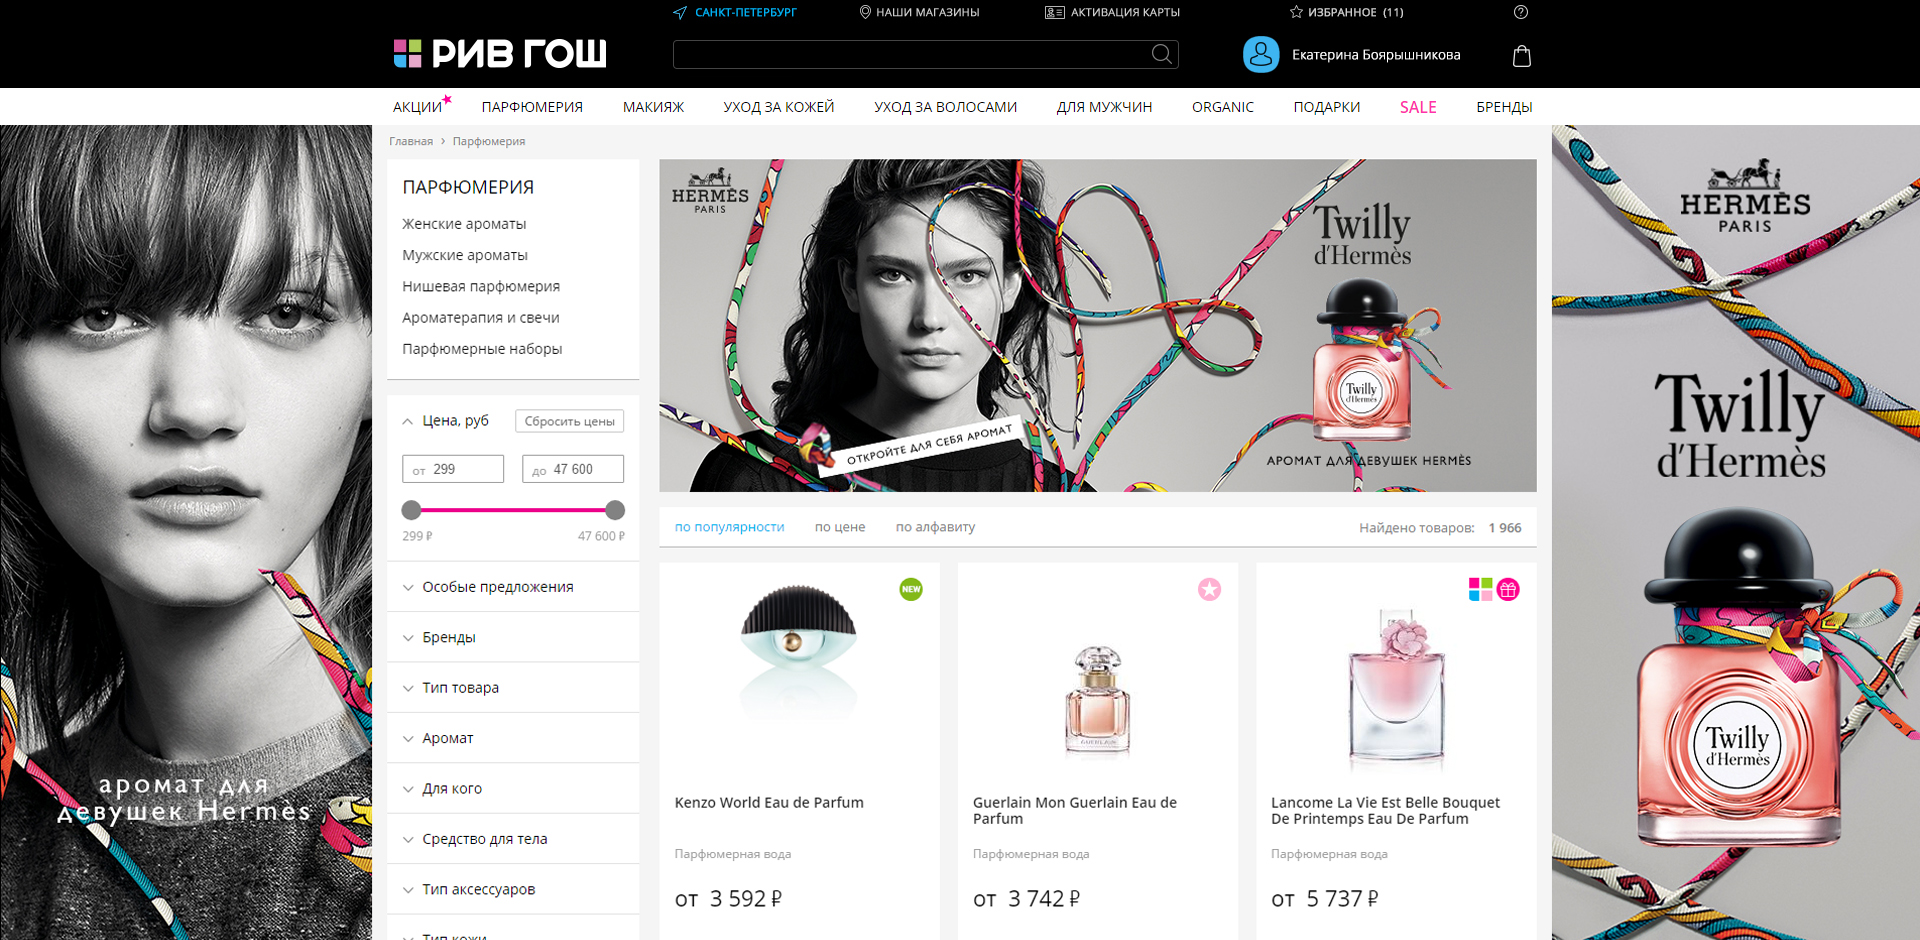 САНКТ-ПЕТЕРБУРГ
НАШИ МАГАЗИНЫ
АКТИВАЦИЯ КАРТЫ
ИЗБРАННОЕ (11)
РИВ ГОШ
Екатерина Боярышникова
АКЦИИ
ПАРФЮМЕРИЯ
МАКИЯЖ
УХОД ЗА КОЖЕЙ
УХОД ЗА ВОЛОСАМИ
ДЛЯ МУЖЧИН
ORGANIC
ПОДАРКИ
SALE
БРЕНДЫ
Главная › Парфюмерия
ПАРФЮМЕРИЯ
Женские ароматы
Мужские ароматы
Нишевая парфюмерия
Ароматерапия и свечи
Парфюмерные наборы
Цена, руб
Сбросить цены
от 299
до 47 600
299 ₽
47 600 ₽
Особые предложения
Бренды
Тип товара
Аромат
Для кого
Средство для тела
Тип аксессуаров
Тип кожи
аромат для
девушек Hermès
HERMÈS
PARIS
Twilly
d'Hermès
Twilly
d'Hermès
ОТКРОЙТЕ ДЛЯ СЕБЯ АРОМАТ
АРОМАТ ДЛЯ ДЕВУШЕК HERMÈS
по популярности
по цене
по алфавиту
Найдено товаров: 1 966
NEW
Kenzo World Eau de Parfum
Парфюмерная вода
от 3 592 ₽
GUERLAIN
Guerlain Mon Guerlain Eau de
Parfum
Парфюмерная вода
от 3 742 ₽
Lancome La Vie Est Belle Bouquet
De Printemps Eau De Parfum
Парфюмерная вода
от 5 737 ₽
HERMÈS
PARIS
Twilly
d'Hermès
Twilly
d'Hermès